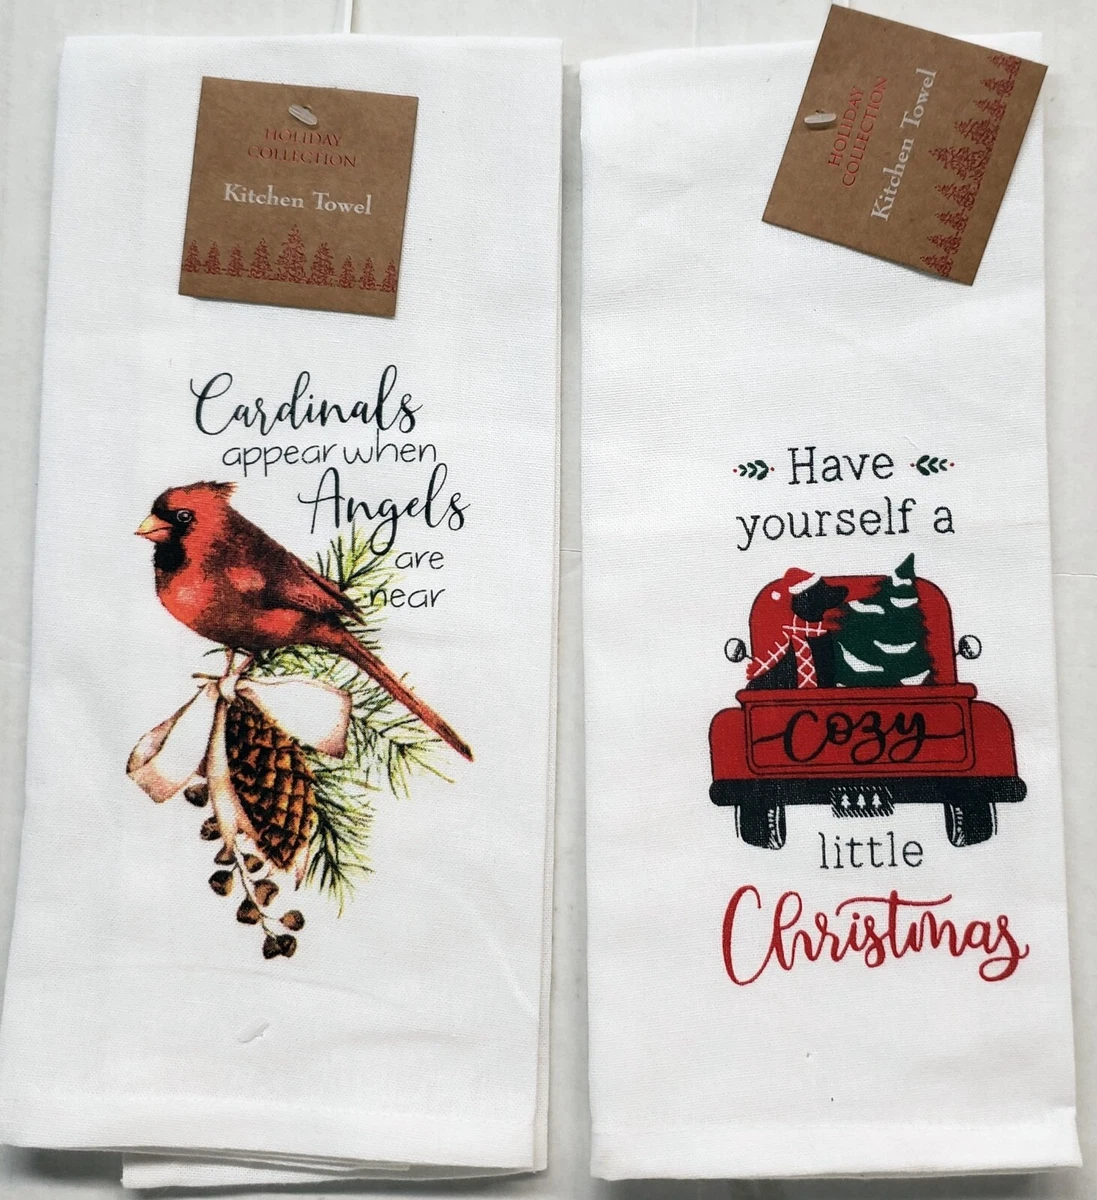 HOLIDAY
COLLECTION
Kitchen Towel
Cardinals
appear when
Angels
are
near
HOLIDAY
COLLECTION
Kitchen Towel
Have
yourself a
cozy
little
Christmas